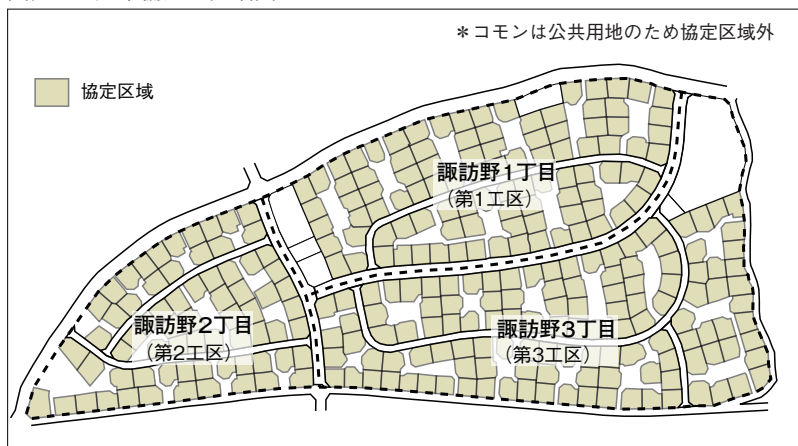 ＊コモンは公共用地のため協定区域外
協定区域
諏訪野1丁目
（第1工区）
諏訪野2丁目
（第2工区）
諏訪野3丁目
（第3工区）